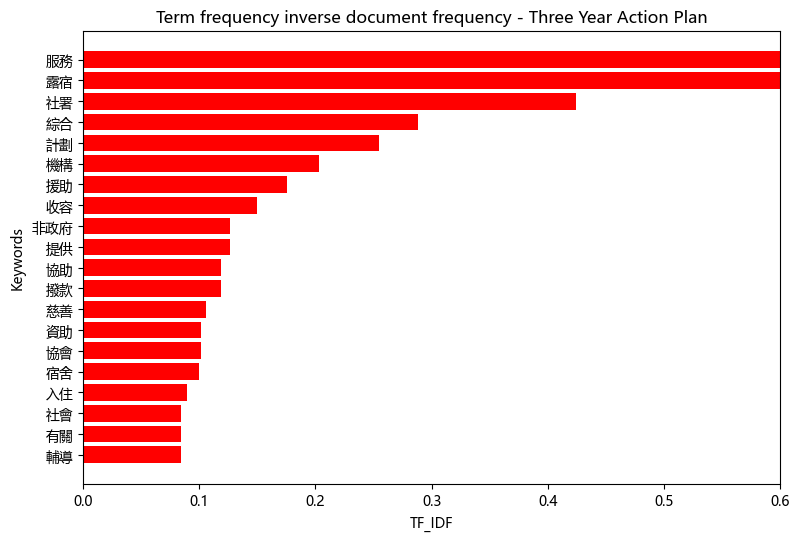 Term frequency inverse document frequency - Three Year Action Plan
服務
露宿
社署
綜合
計劃
機構
援助
收容
非政府
提供
協助
撥款
慈善
資助
協會
宿舍
入住
社會
有關
輔導
Keywords
0.0 0.1 0.2 0.3 0.4 0.5 0.6
TF_IDF